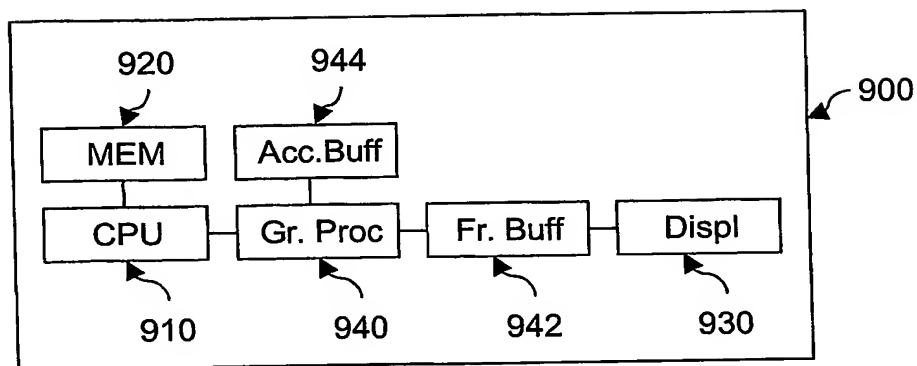 920 944
900
MEM Acc.Buff
CPU Gr. Proc Fr. Buff Displ
910 940 942 930